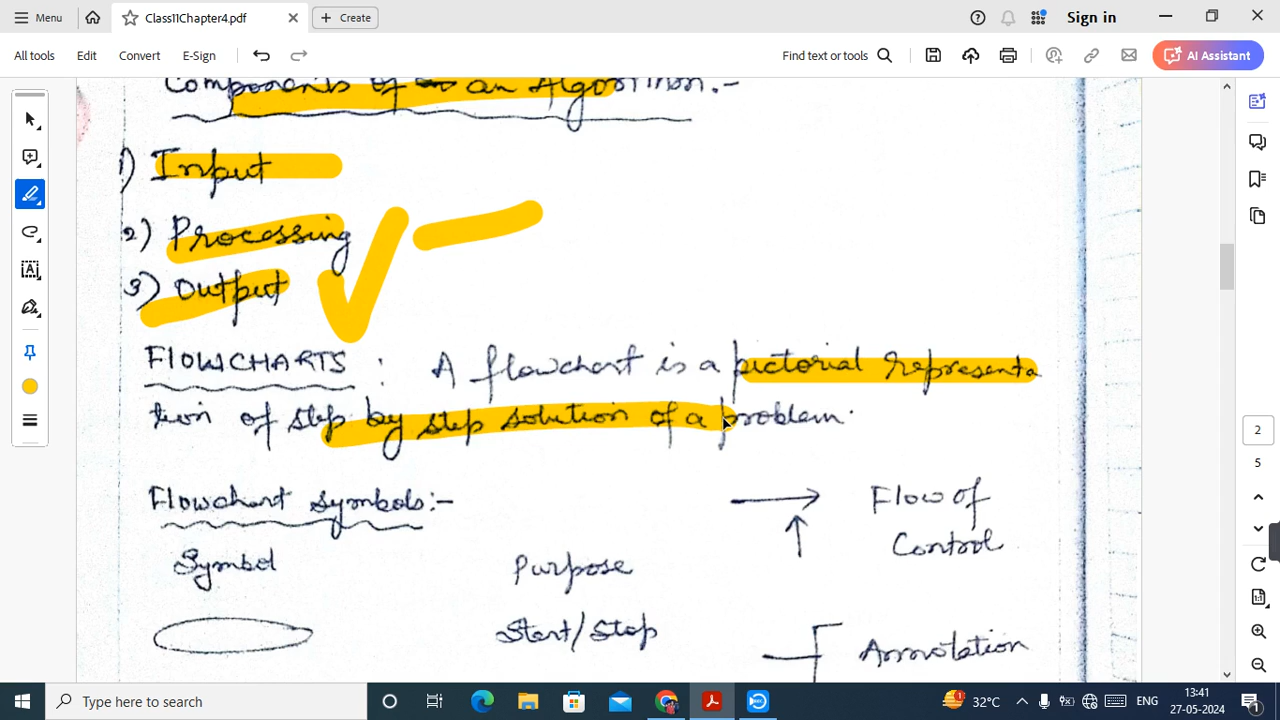 Menu
Class11Chapter4.pdf
Create
Sign in
All tools
Edit
Convert
E-Sign
Find text or tools
AI Assistant
Components of an Algorithm:-
1) Input
2) Processing
3) Output
FLOWCHARTS : A flowchart is a pictorial representa
tion of step by step solution of a problem.
Flowchart Symbols:-
Flow of
Control
Symbol
Purpose
Start/Stop
Annotation
2
5
Type here to search
1
32°C
ENG
13:41
27-05-2024
1